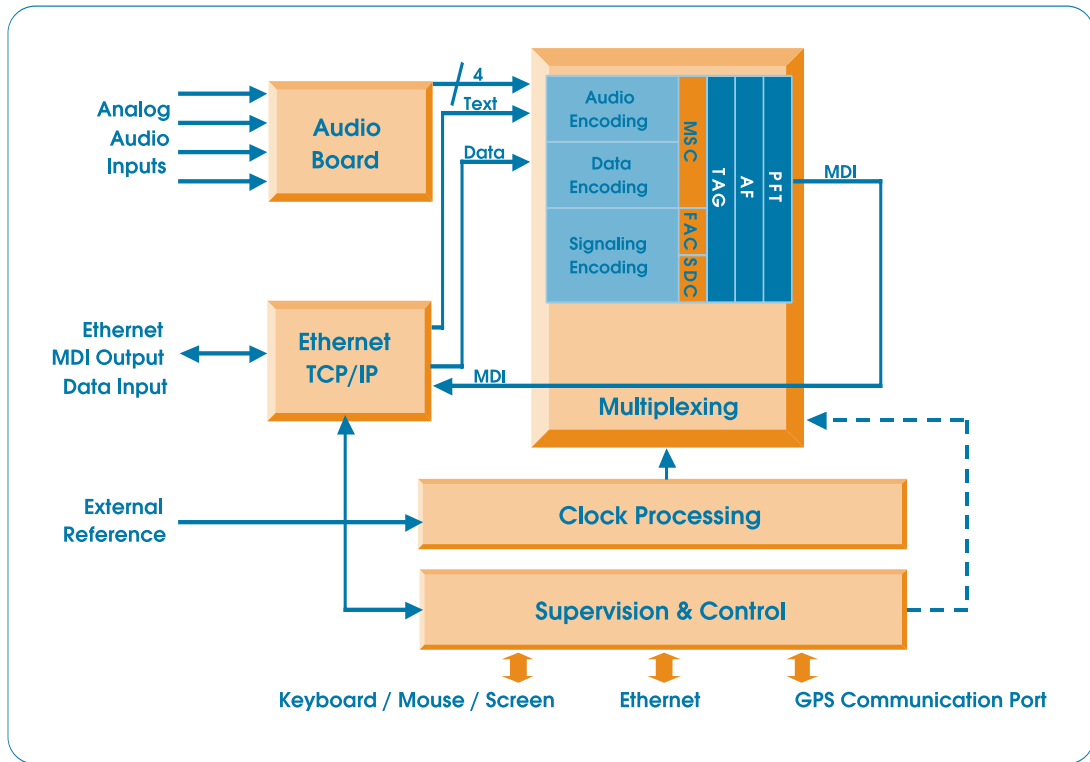 Analog
Audio
Inputs
Audio
Board
4
Text
Data
Audio
Encoding
Data
Encoding
Signaling
Encoding
MSC
FAC
SDC
TAG
AF
PFT
MDI
Ethernet
MDI Output
Data Input
Ethernet
TCP/IP
MDI
Multiplexing
External
Reference
Clock Processing
Supervision & Control
Keyboard / Mouse / Screen
Ethernet
GPS Communication Port